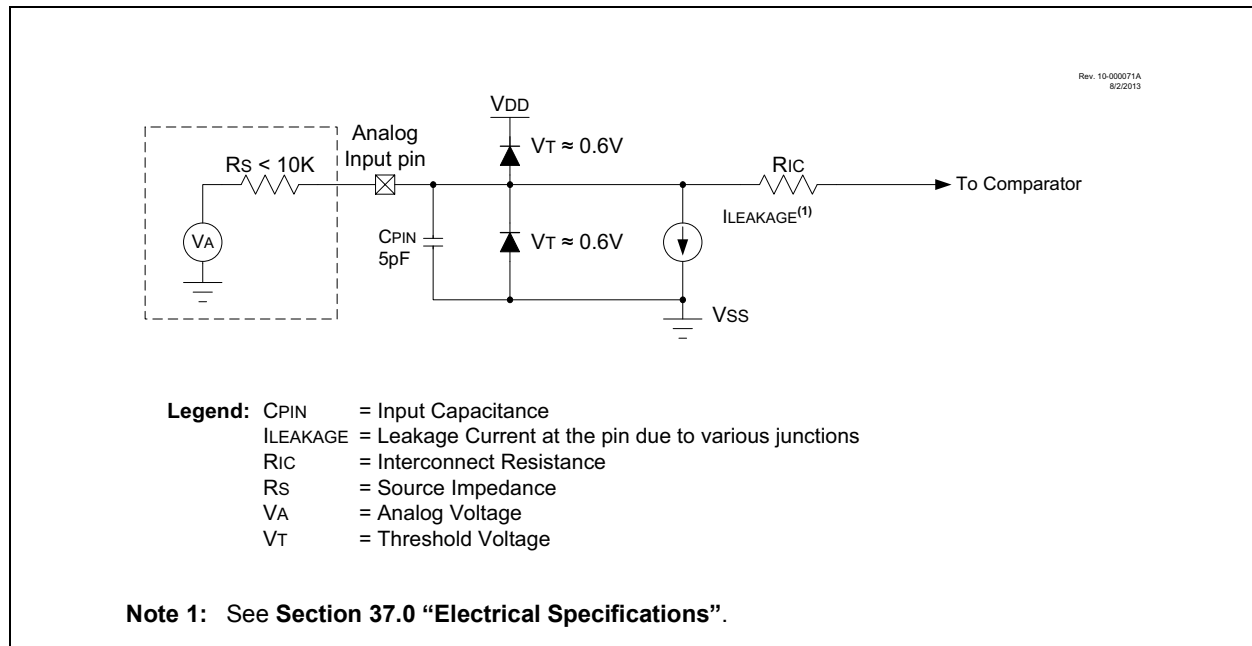 Rev. 10-000071A
8/2/2013
VDD
Analog
Input pin
VT ≈ 0.6V
RS < 10K
RIC
To Comparator
ILEAKAGE(1)
VA
CPIN
5pF
VT ≈ 0.6V
VSS
Legend: CPIN = Input Capacitance
ILEAKAGE = Leakage Current at the pin due to various junctions
RIC = Interconnect Resistance
RS = Source Impedance
VA = Analog Voltage
VT = Threshold Voltage
Note 1: See Section 37.0 “Electrical Specifications”.